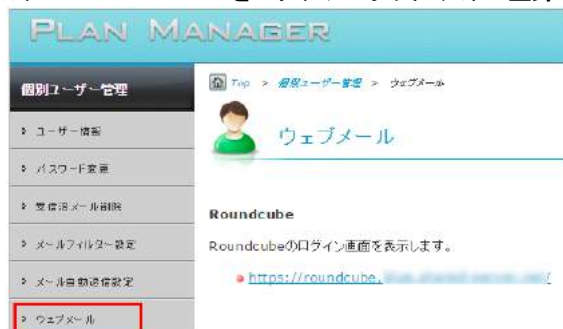 PLAN MANAGER
個別ユーザー管理
ユーザー情報
パスワード変更
受信済メール削除
メールフィルター設定
メール自動返信設定
ウェブメール
Top > 個別ユーザー管理 > ウェブメール
ウェブメール
Roundcube
Roundcubeのログイン画面を表示します。
https://roundcube. /